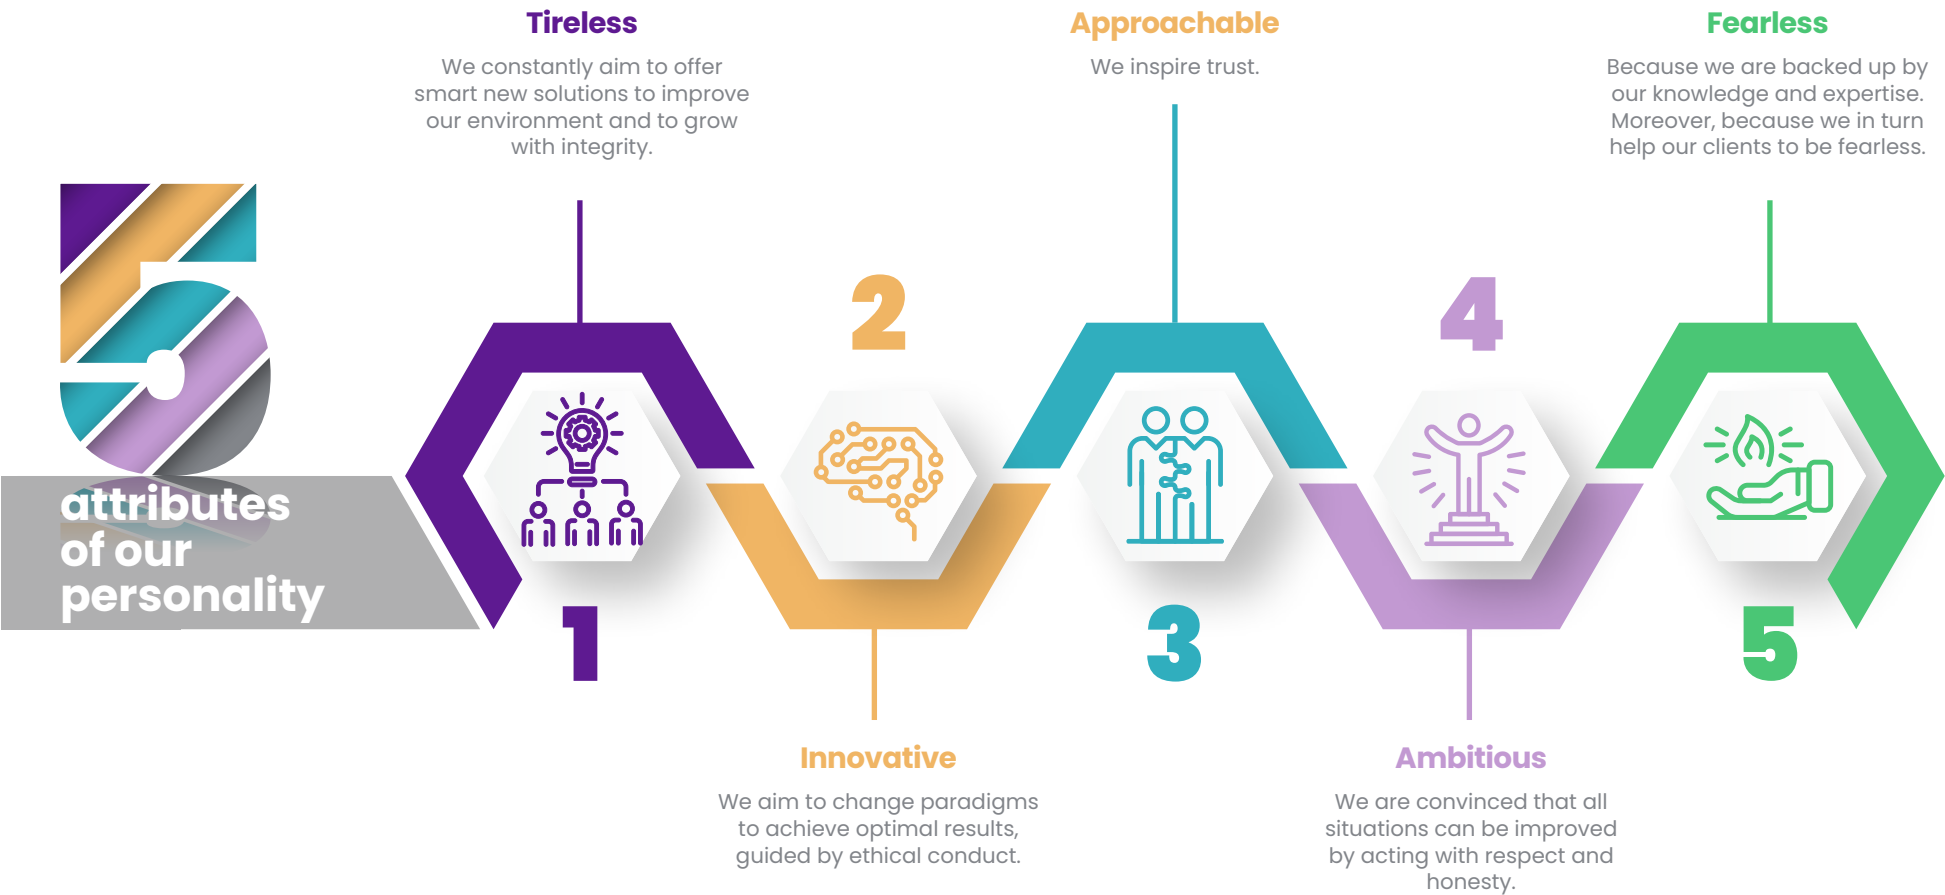 5
attributes
of our
personality
Tireless
We constantly aim to offer
smart new solutions to improve
our environment and to grow
with integrity.
1
2
Innovative
We aim to change paradigms
to achieve optimal results,
guided by ethical conduct.
Approachable
We inspire trust.
3
4
Ambitious
We are convinced that all
situations can be improved
by acting with respect and
honesty.
Fearless
Because we are backed up by
our knowledge and expertise.
Moreover, because we in turn
help our clients to be fearless.
5